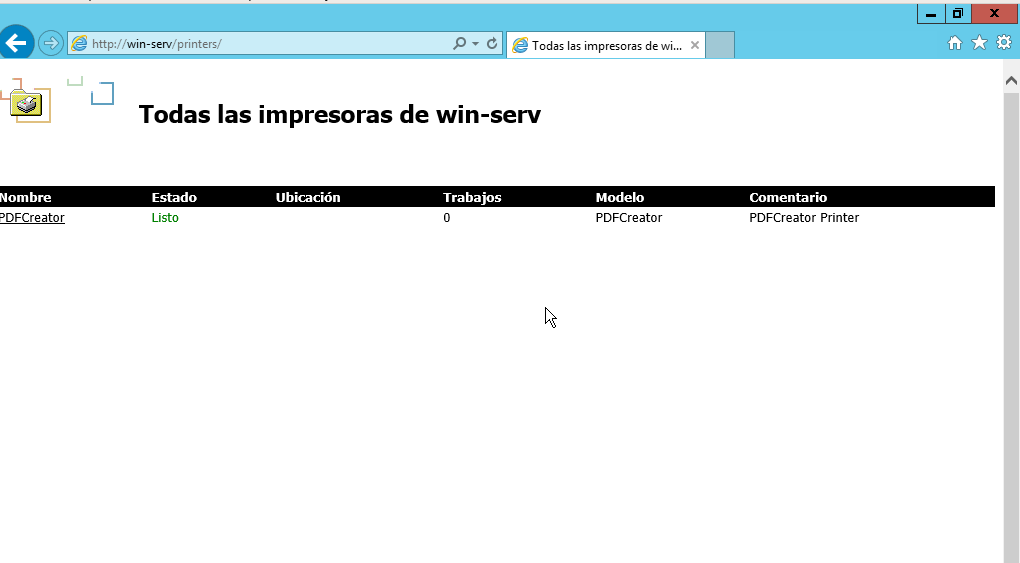 http://win-serv/printers/
Todas las impresoras de wi...
Todas las impresoras de win-serv
Nombre Estado Ubicación Trabajos Modelo Comentario
PDFCreator Listo 0 PDFCreator PDFCreator Printer